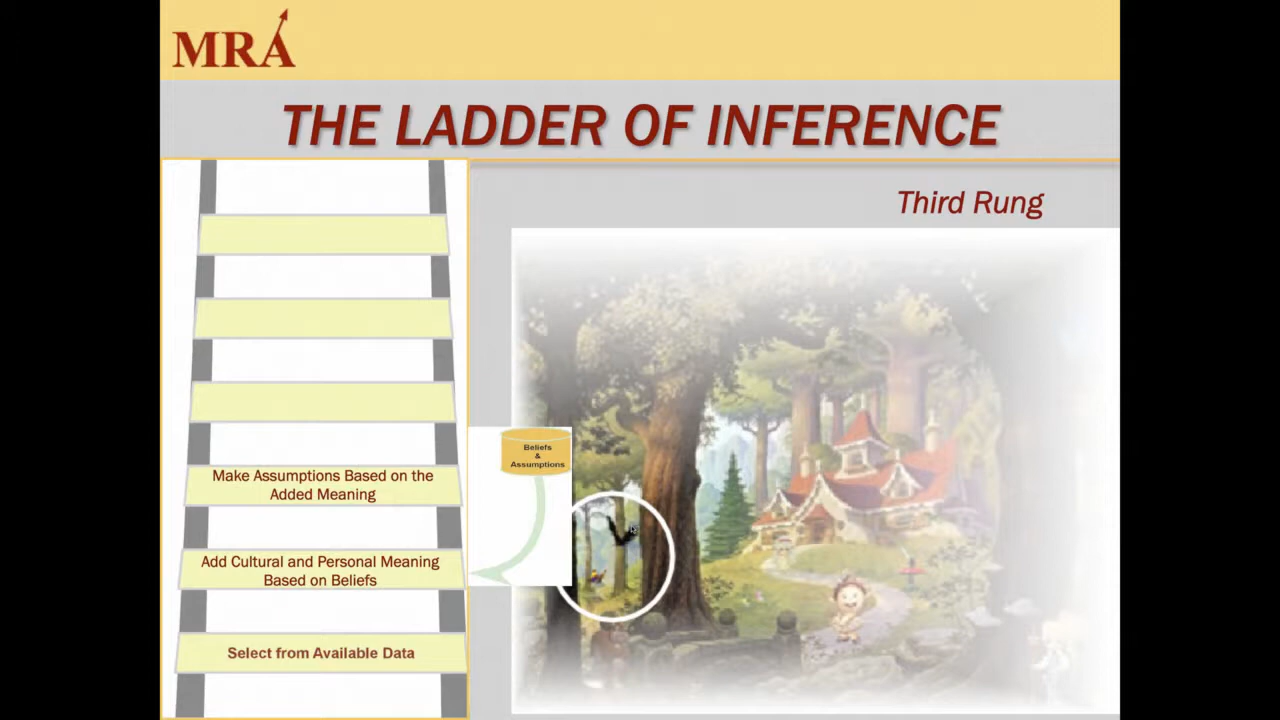 MRA
THE LADDER OF INFERENCE
Third Rung
Beliefs
&
Assumptions
Make Assumptions Based on the
Added Meaning
Add Cultural and Personal Meaning
Based on Beliefs
Select from Available Data